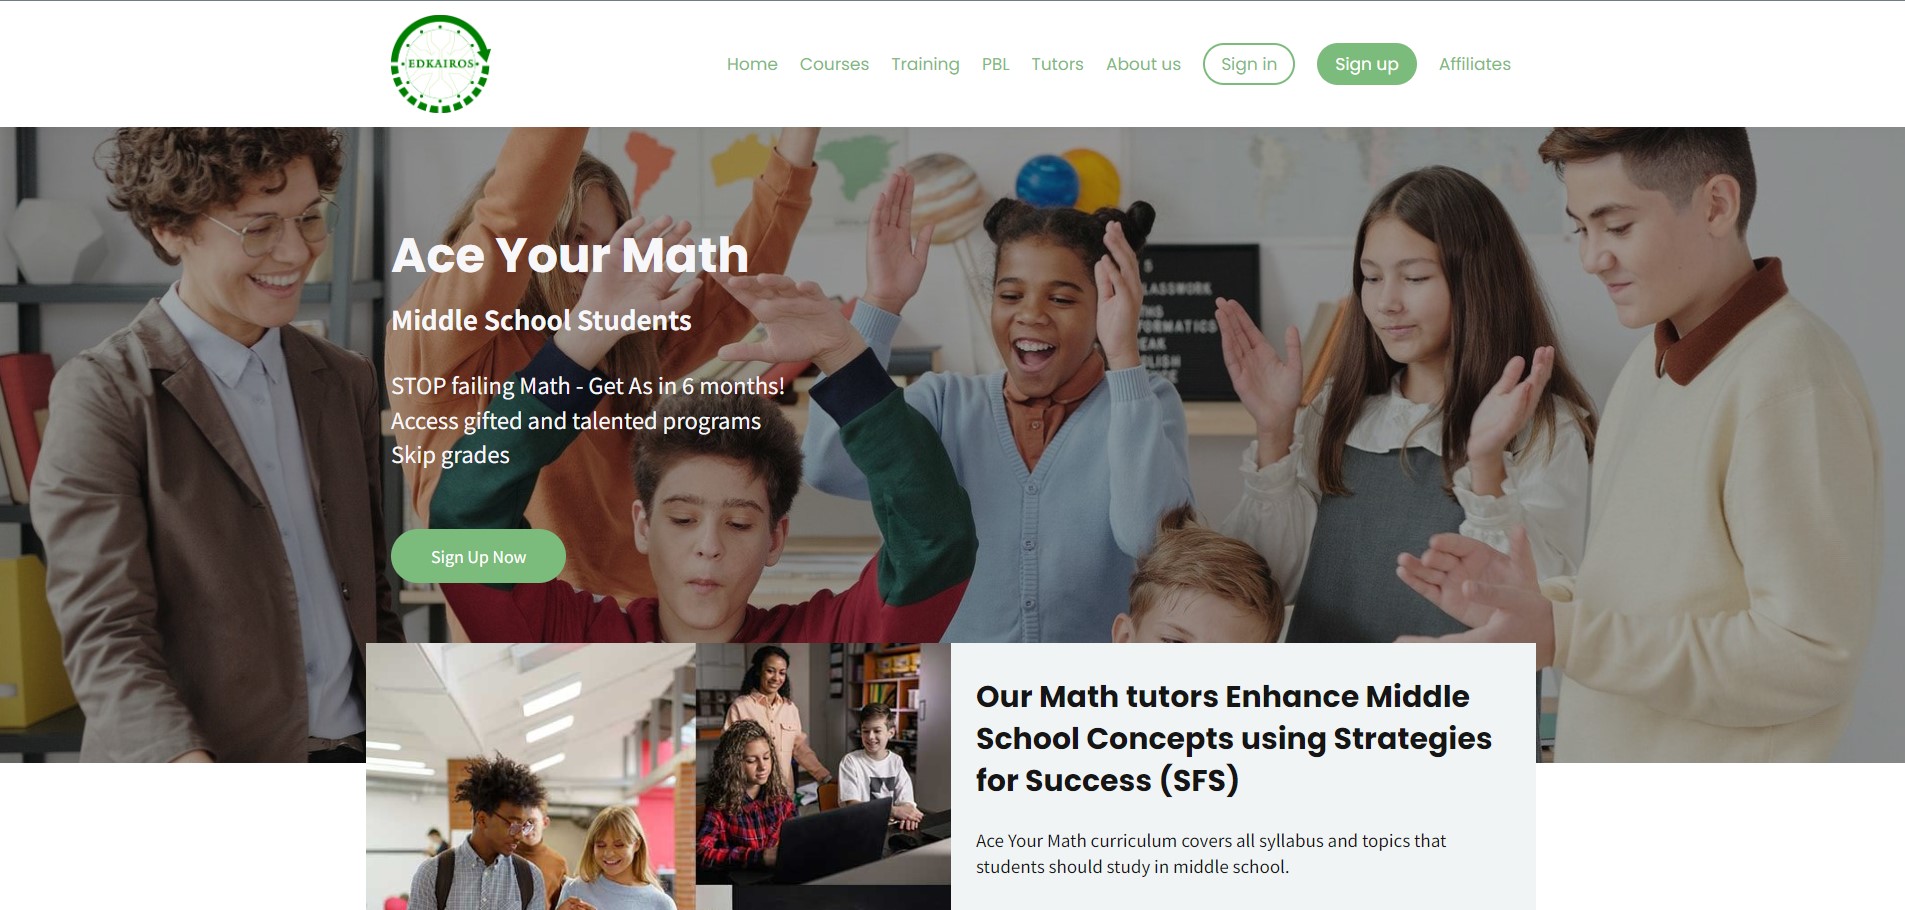 EDKAIROS
Home Courses Training PBL Tutors About us Sign in Sign up Affiliates
Ace Your Math
Middle School Students
STOP failing Math - Get As in 6 months!
Access gifted and talented programs
Skip grades
Sign Up Now
Our Math tutors Enhance Middle
School Concepts using Strategies
for Success (SFS)
Ace Your Math curriculum covers all syllabus and topics that
students should study in middle school.